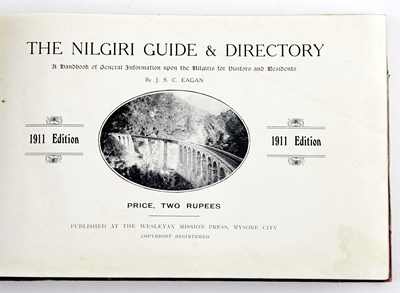 THE NILGIRI GUIDE & DIRECTORY
A Handbook of General Information upon the Nilgiris for Visitors and Residents
By J. S. C. EAGAN
1911 Edition
1911 Edition
PRICE, TWO RUPEES
PUBLISHED AT THE WESLEYAN MISSION PRESS, MYSORE CITY
COPYRIGHT REGISTERED